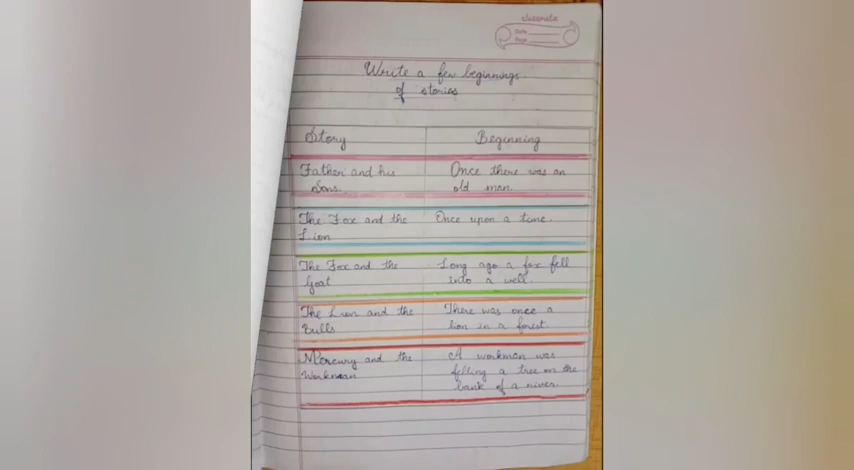 classmate
Date
Page
Write a few beginnings
of stories
Story
Beginning
Father and his
Sons.
Once there was an
old man.
The Fox and the
Lion
Once upon a time.
The Fox and the
Goat
Long ago a fox fell
into a well.
The Lion and the
Bulls
There was once a
lion in a forest.
Mercury and the
Workman
A workman was
felling a tree on the
bank of a river.